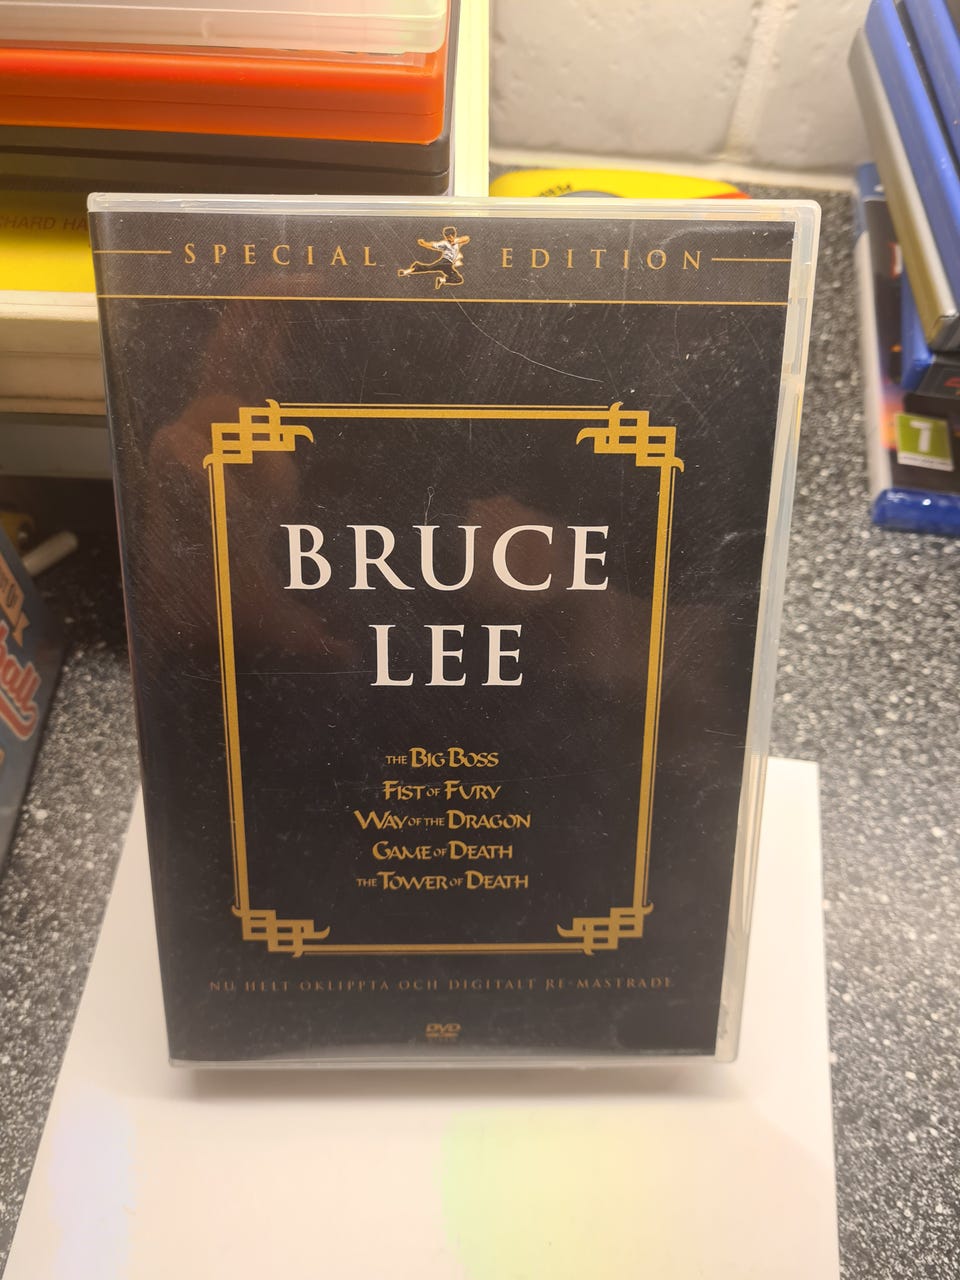 SPECIAL EDITION
BRUCE
LEE
THE BIG BOSS
FIST OF FURY
WAY OF THE DRAGON
GAME OF DEATH
THE TOWER OF DEATH
NU HELT OKLIPPTA OCH DIGITALT RE-MASTRADE
DVD
7